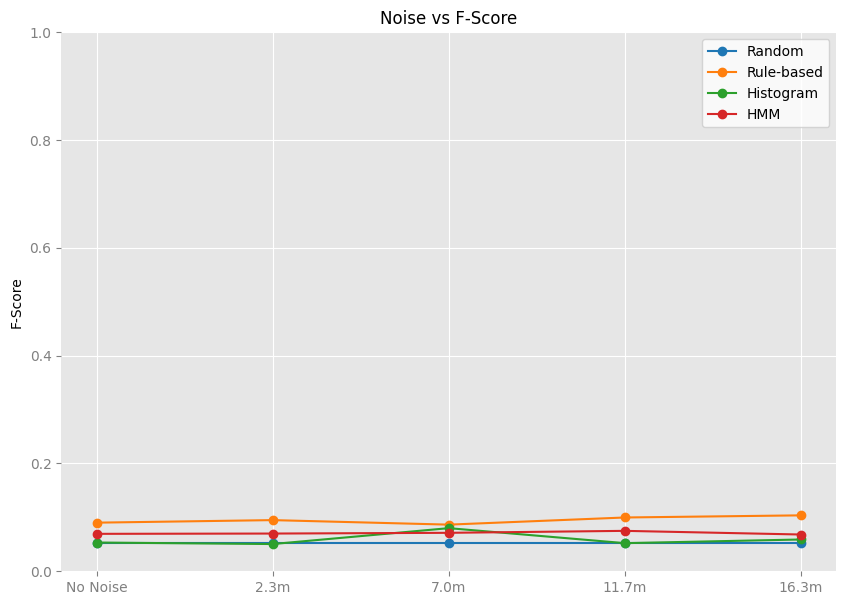 Noise vs F-Score
1.0
0.8
0.6
0.4
0.2
0.0
F-Score
Random
Rule-based
Histogram
HMM
No Noise 2.3m 7.0m 11.7m 16.3m